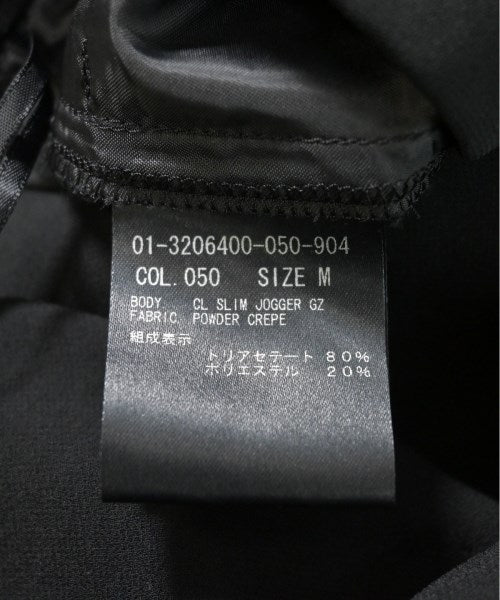 01-3206400-050-904
COL.050 SIZE M
BODY CL SLIM JOGGER GZ
FABRIC POWDER CREPE
組成表示
トリアセテート 80%
ポリエステル 20%